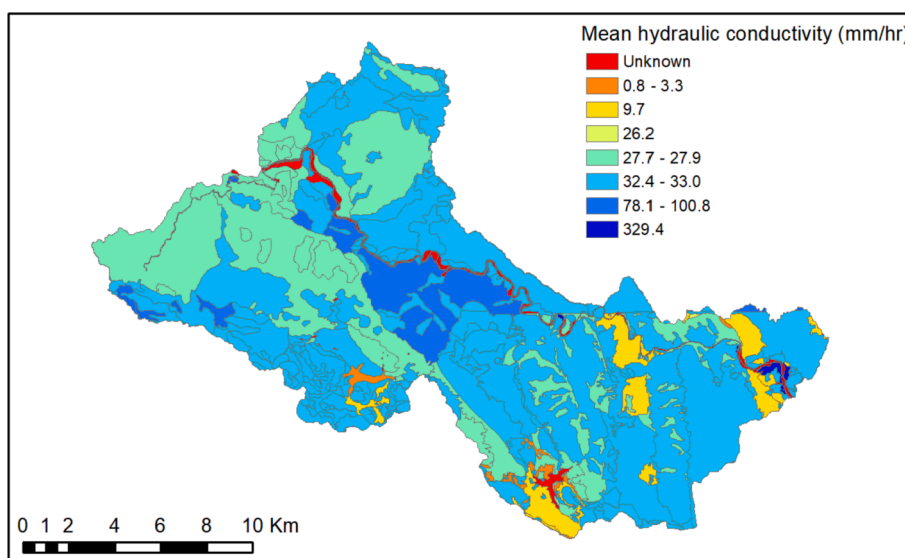 Mean hydraulic conductivity (mm/hr)
Unknown
0.8 - 3.3
9.7
26.2
27.7 - 27.9
32.4 - 33.0
78.1 - 100.8
329.4
0 1 2 4 6 8 10 Km